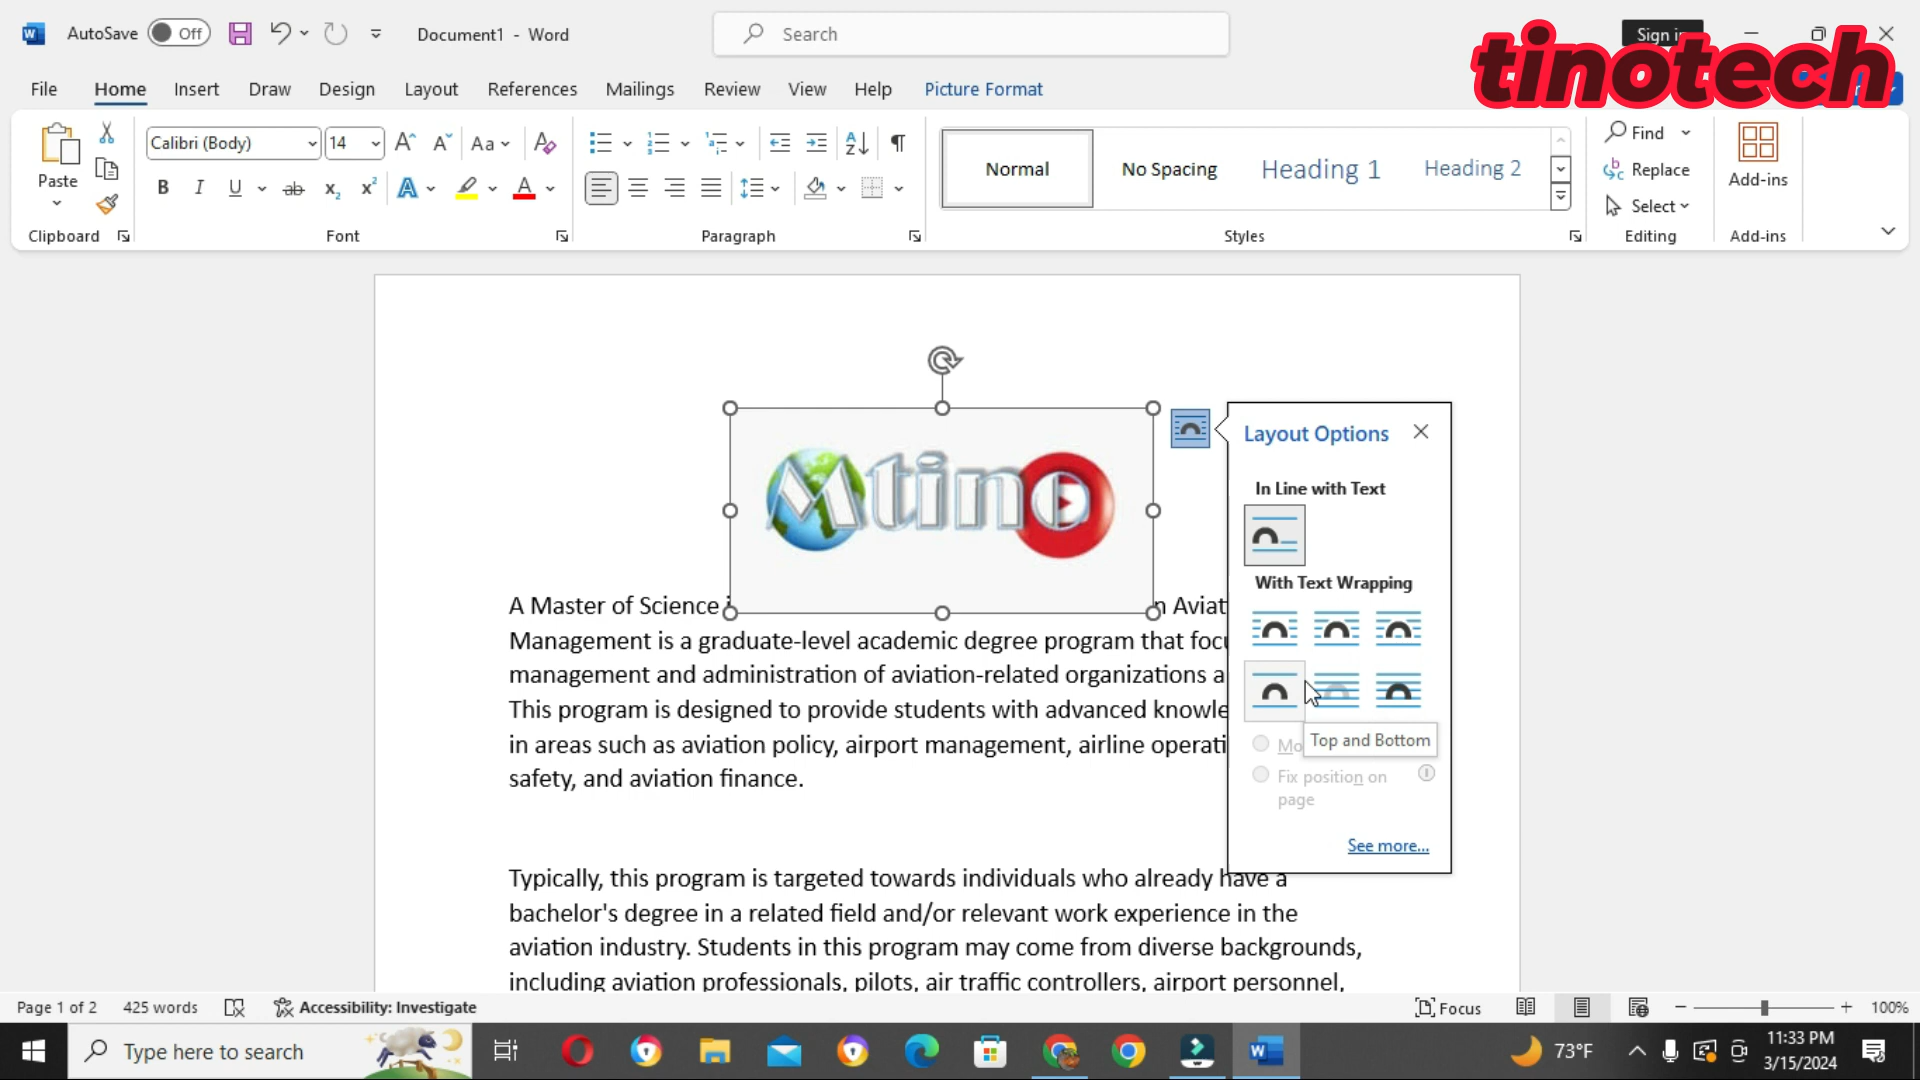 AutoSave Off Document1 - Word Search Sign in
tinotech
File Home Insert Draw Design Layout References Mailings Review View Help Picture Format
Paste
Calibri (Body) 14 Aa
B I U ab x2 x2 A A
Normal No Spacing Heading 1 Heading 2
Find
Replace
Select
Add-ins
Clipboard Font Paragraph Styles Editing Add-ins
Mtino
Layout Options
In Line with Text
With Text Wrapping
Top and Bottom
Fix position on
page
See more...
A Master of Science Aviat
Management is a graduate-level academic degree program that focu
management and administration of aviation-related organizations a
This program is designed to provide students with advanced knowle
in areas such as aviation policy, airport management, airline operati
safety, and aviation finance.
Typically, this program is targeted towards individuals who already have a
bachelor's degree in a related field and/or relevant work experience in the
aviation industry. Students in this program may come from diverse backgrounds,
including aviation professionals, pilots, air traffic controllers, airport personnel,
Page 1 of 2 425 words Accessibility: Investigate Focus 100%
Type here to search 73°F 11:33 PM
3/15/2024